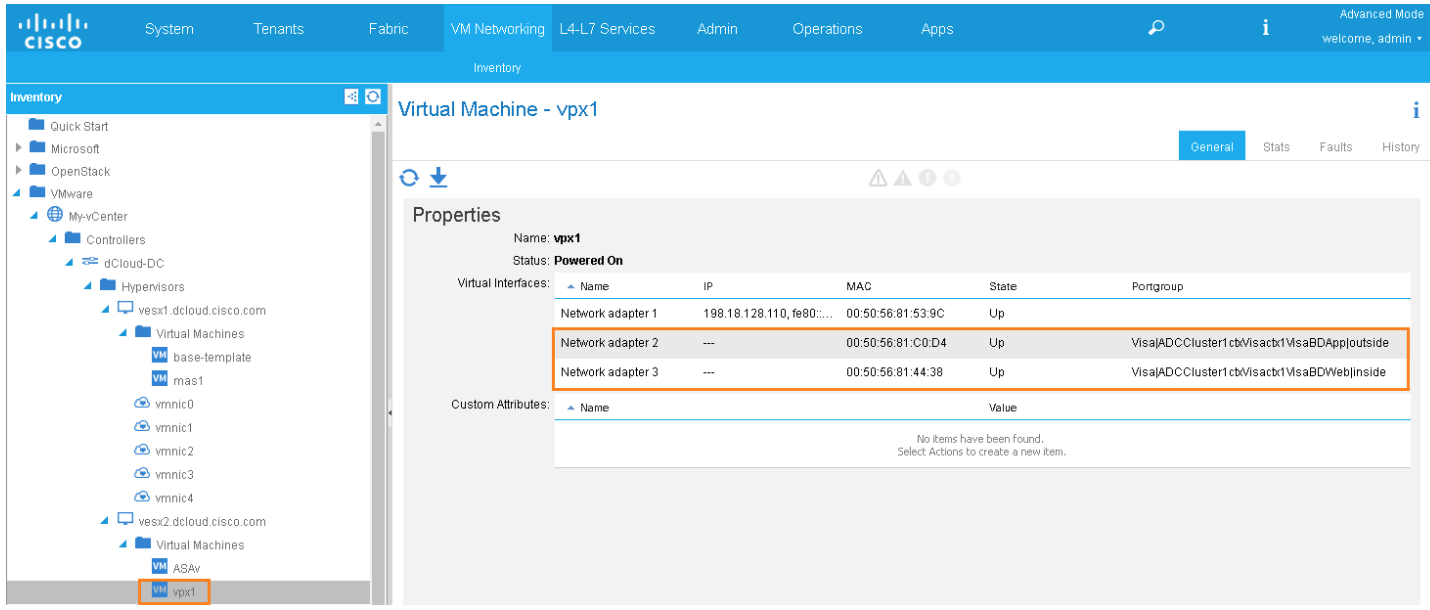 Advanced Mode
CISCO System Tenants Fabric VM Networking L4-L7 Services Admin Operations Apps i welcome, admin
Inventory
Inventory
Quick Start
Microsoft
OpenStack
VMware
My-vCenter
Controllers
dCloud-DC
Hypervisors
vesx1.dcloud.cisco.com
Virtual Machines
VM base-template
VM mas1
vmnic0
vmnic1
vmnic2
vmnic3
vmnic4
vesx2.dcloud.cisco.com
Virtual Machines
VM ASAv
VM vpx1
Virtual Machine - vpx1 i
General Stats Faults History
Properties
Name: vpx1
Status: Powered On
Virtual Interfaces: Name IP MAC State Portgroup
Network adapter 1 198.18.128.110, fe80::... 00:50:56:81:53:9C Up
Network adapter 2 --- 00:50:56:81:C0:D4 Up Visa|ADCCluster1ctxVisactx1VisaBDApp|outside
Network adapter 3 --- 00:50:56:81:44:38 Up Visa|ADCCluster1ctxVisactx1VisaBDWeb|inside
Custom Attributes: Name Value
No items have been found.
Select Actions to create a new item.